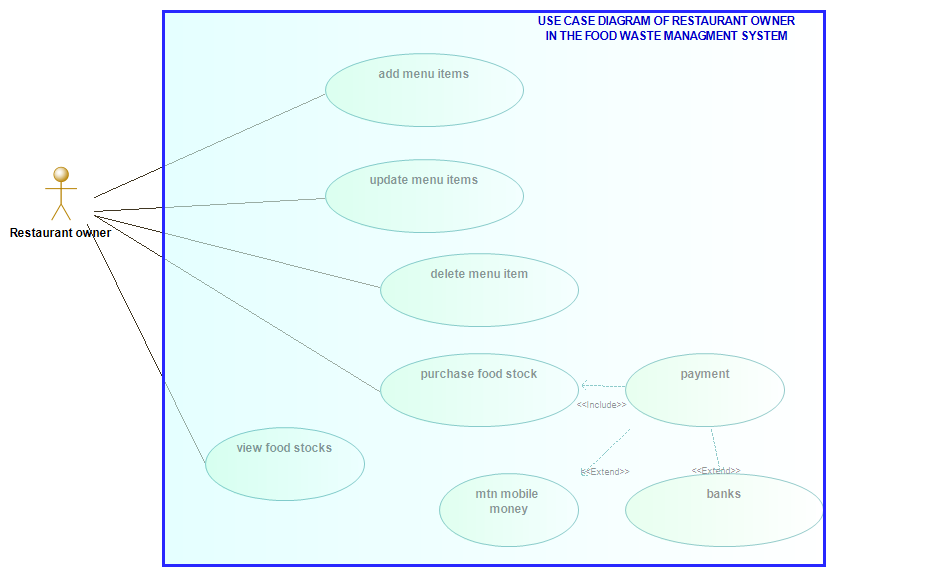 USE CASE DIAGRAM OF RESTAURANT OWNER
IN THE FOOD WASTE MANAGMENT SYSTEM
add menu items
update menu items
Restaurant owner
delete menu item
purchase food stock
payment
<<Include>>
view food stocks
<<Extend>>
<<Extend>>
mtn mobile
money
banks